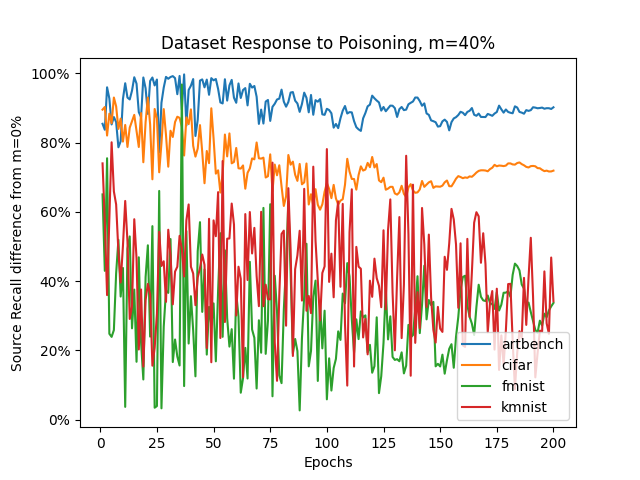 Dataset Response to Poisoning, m=40%
Source Recall difference from m=0%
100%
80%
60%
40%
20%
0%
0 25 50 75 100 125 150 175 200
Epochs
artbench
cifar
fmnist
kmnist